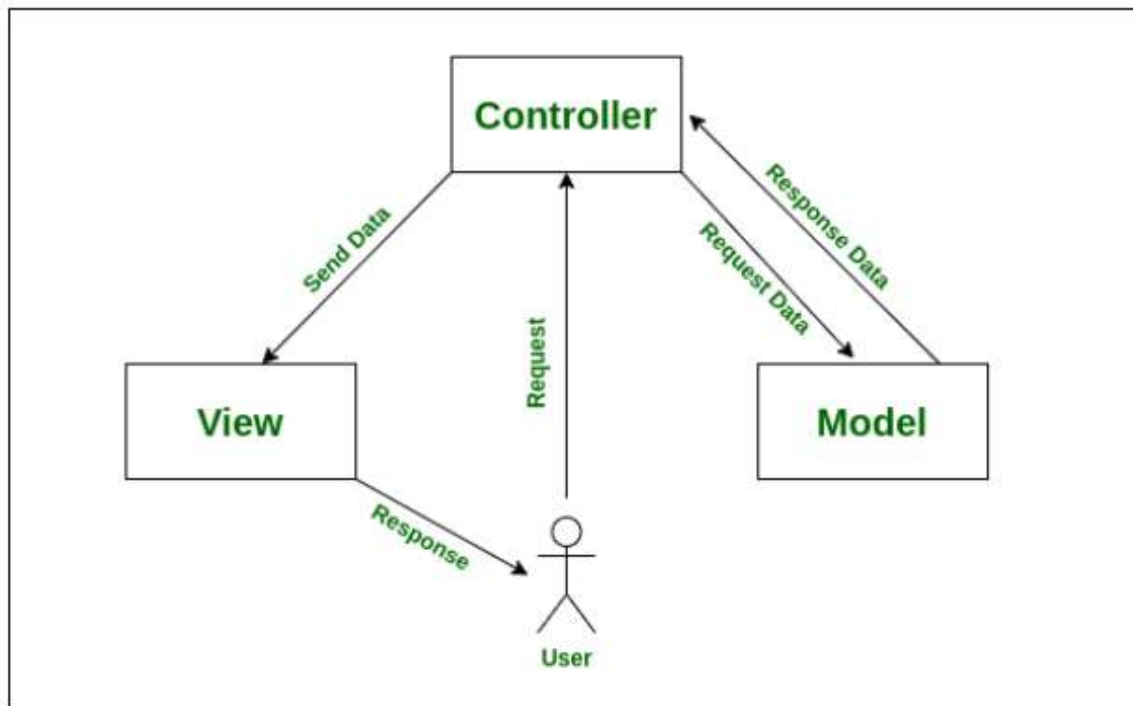 Controller
Send Data
Request
Request Data
Response Data
View
Model
Response
User